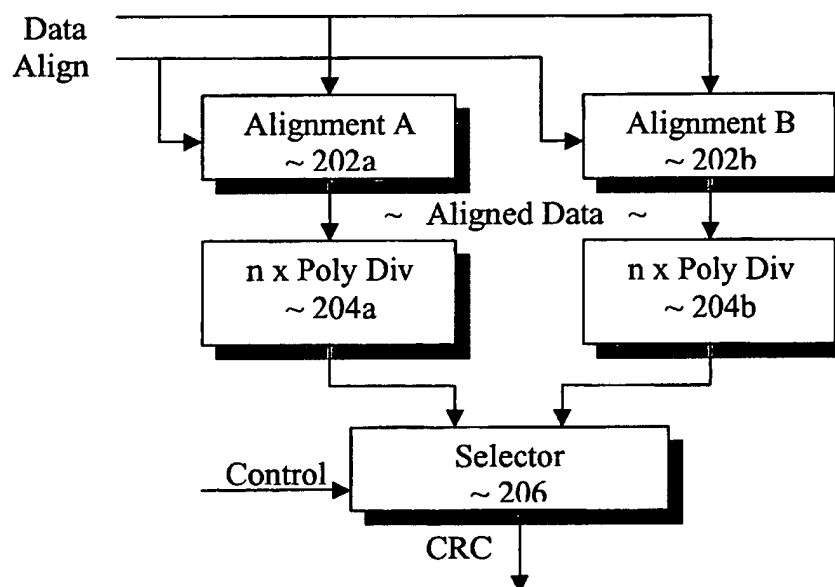 Data
Align
Alignment A
~ 202a
Alignment B
~ 202b
~ Aligned Data ~
n x Poly Div
~ 204a
n x Poly Div
~ 204b
Selector
~ 206
Control
CRC